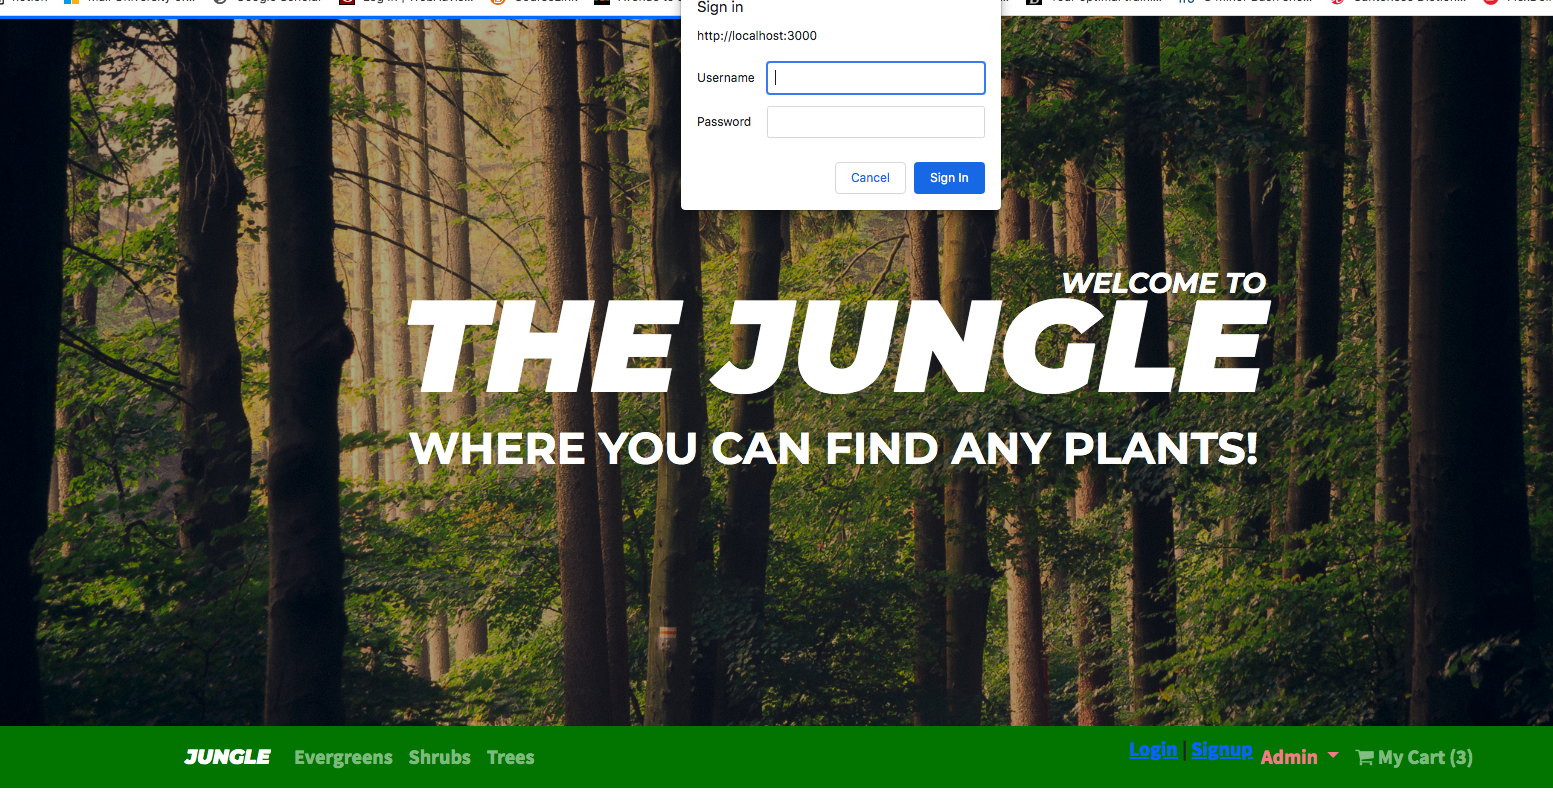 Sign in
http://localhost:3000
Username
Password
Cancel
Sign In
WELCOME TO
THE JUNGLE
WHERE YOU CAN FIND ANY PLANTS!
JUNGLE Evergreens Shrubs Trees Login | Signup Admin My Cart (3)